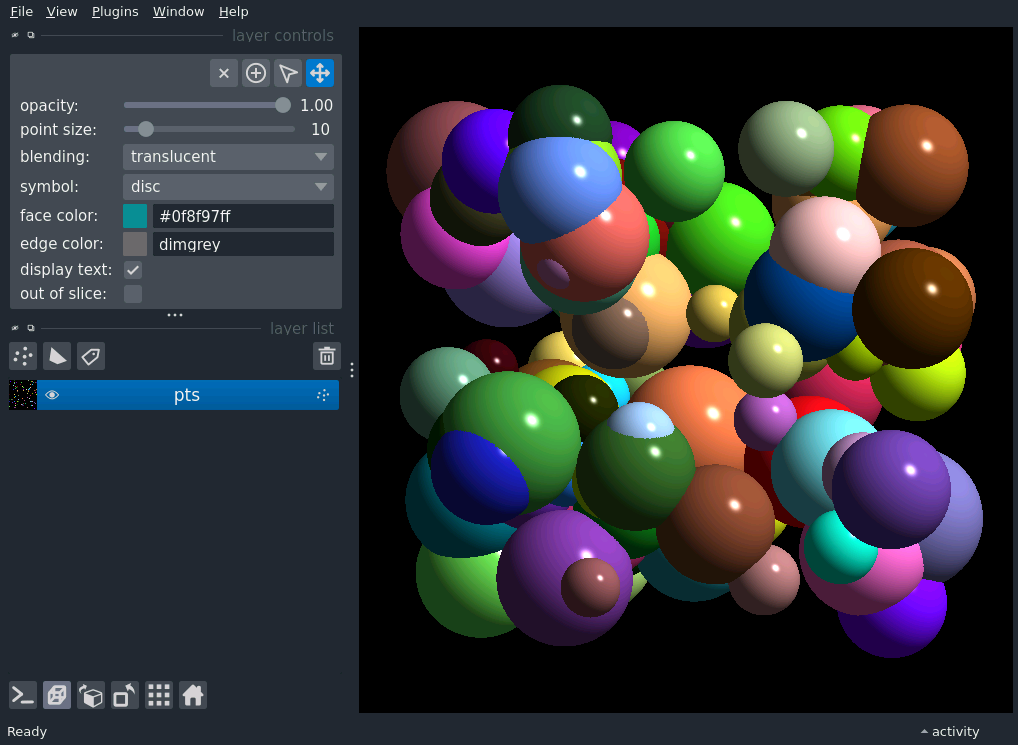 File View Plugins Window Help
layer controls
opacity: 1.00
point size: 10
blending: translucent
symbol: disc
face color: #0f8f97ff
edge color: dimgrey
display text:
out of slice:
layer list
pts
Ready activity